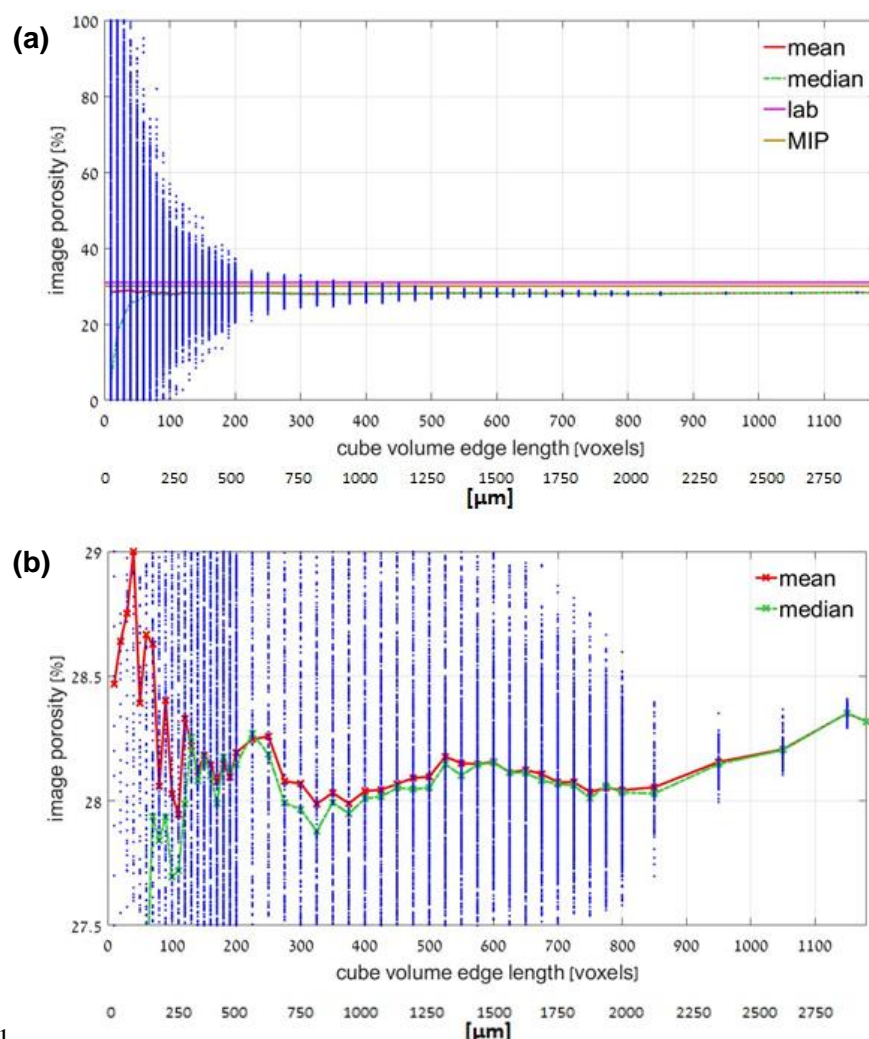 (a)
100
80
60
40
20
0
image porosity [%]
mean
median
lab
MIP
0 100 200 300 400 500 600 700 800 900 1000 1100
cube volume edge length [voxels]
0 250 500 750 1000 1250 1500 1750 2000 2250 2500 2750
[µm]
(b)
29
28.5
28
27.5
image porosity [%]
mean
median
0 100 200 300 400 500 600 700 800 900 1000 1100
cube volume edge length [voxels]
0 250 500 750 1000 1250 1500 1750 2000 2250 2500 2750
1
[µm]